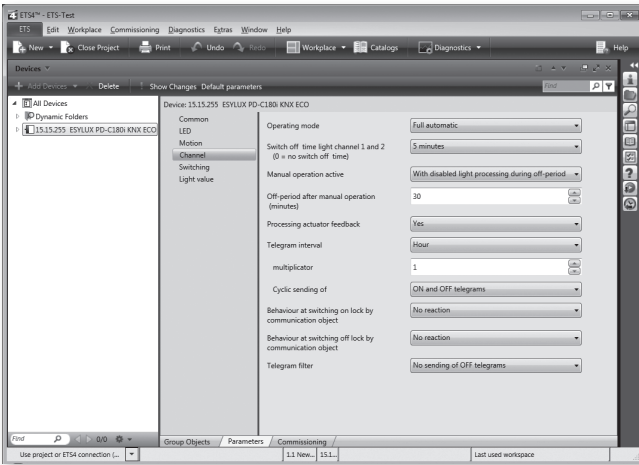 ETS4™ - ETS-Test
ETS Edit Workplace Commissioning Diagnostics Extras Window Help
New Close Project Print Undo Redo Workplace Catalogs Diagnostics Help
Devices
Add Devices Delete Show Changes Default parameters Find
All Devices
Dynamic Folders
15.15.255 ESYLUX PD-C180i KNX ECO
Device: 15.15.255 ESYLUX PD-C180i KNX ECO
Common
LED
Motion
Channel
Switching
Light value
Operating mode Full automatic
Switch off time light channel 1 and 2 5 minutes
(0 = no switch off time)
Manual operation active With disabled light processing during off-period
Off-period after manual operation 30
(minutes)
Processing actuator feedback Yes
Telegram interval Hour
multiplicator 1
Cyclic sending of ON and OFF telegrams
Behaviour at switching on lock by No reaction
communication object
Behaviour at switching off lock by No reaction
communication object
Telegram filter No sending of OFF telegrams
Find 0/0
Group Objects Parameters Commissioning
Use project or ETS4 connection (... 1.1 New... 15.1... Last used workspace